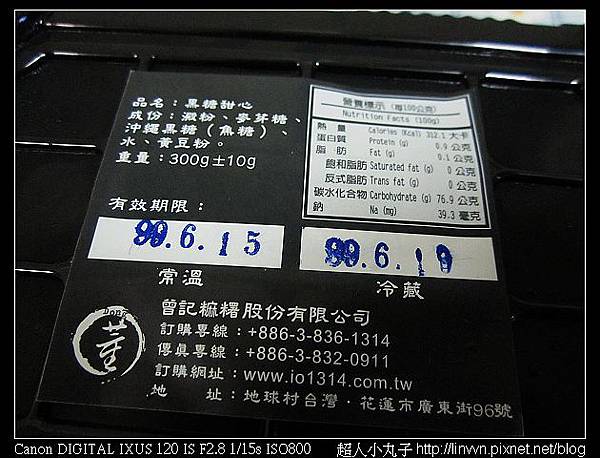 品名：黑糖甜心
成份：澱粉、麥芽糖、
沖繩黑糖（焦糖）、
水、黃豆粉。
重量：300g±10g
營養標示（每100公克）
Nutrition Facts (100g)
熱量 Calories (Kcal) 312.1 大卡
蛋白質 Protein (g) 0.9 公克
脂肪 Fat (g) 0.1 公克
飽和脂肪 Saturated fat (g) 0 公克
反式脂肪 Trans fat (g) 0 公克
碳水化合物 Carbohydrate (g) 76.9 公克
鈉 Na (mg) 39.3 毫克
有效期限：
99.6.15
99.6.19
常溫
冷藏
曾記麻糬股份有限公司
訂購專線：+886-3-836-1314
傳真專線：+886-3-832-0911
訂購網址：www.io1314.com.tw
地　　址：地球村台灣‧花蓮市廣東街96號
Canon DIGITAL IXUS 120 IS F2.8 1/15s ISO800 超人小丸子 http://linvvn.pixnet.net/blog